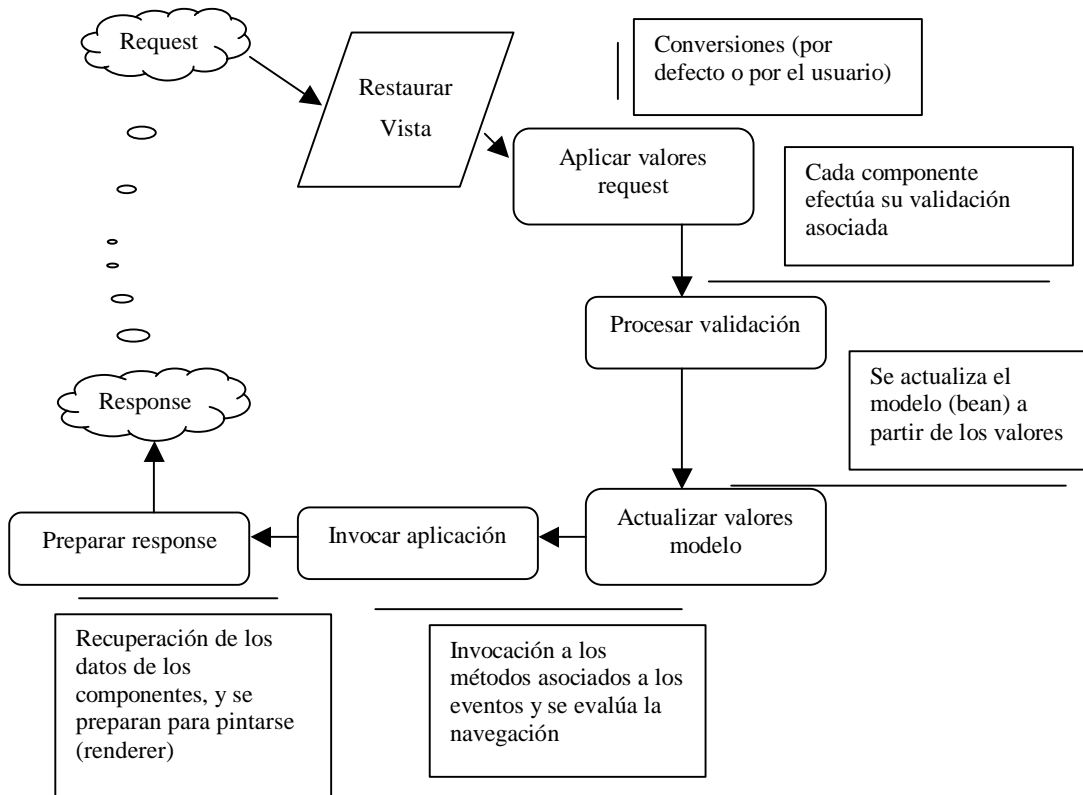 Request
Restaurar
Vista
Conversiones (por
defecto o por el usuario)
Aplicar valores
request
Cada componente
efectúa su validación
asociada
Procesar validación
Se actualiza el
modelo (bean) a
partir de los valores
Response
Actualizar valores
modelo
Invocar aplicación
Preparar response
Recuperación de los
datos de los
componentes, y se
preparan para pintarse
(renderer)
Invocación a los
métodos asociados a los
eventos y se evalúa la
navegación